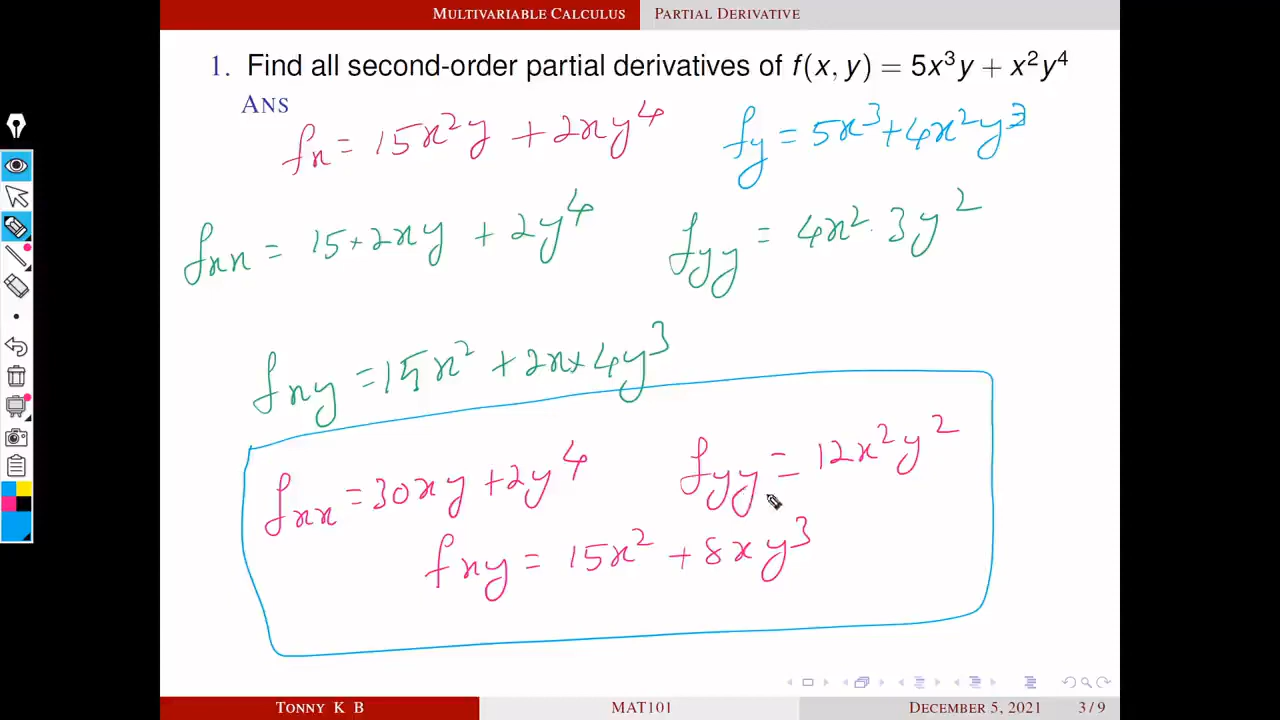 MULTIVARIABLE CALCULUS PARTIAL DERIVATIVE
1. Find all second-order partial derivatives of f(x, y) = 5x³y + x²y⁴
ANS
fx = 15x²y + 2xy⁴ fy = 5x³ + 4x²y³
fxx = 15×2xy + 2y⁴ fyy = 4x² · 3y²
fxy = 15x² + 2x×4y³
fxx = 30xy + 2y⁴ fyy = 12x²y²
fxy = 15x² + 8xy³
TONNY K B MAT101 DECEMBER 5, 2021 3 / 9